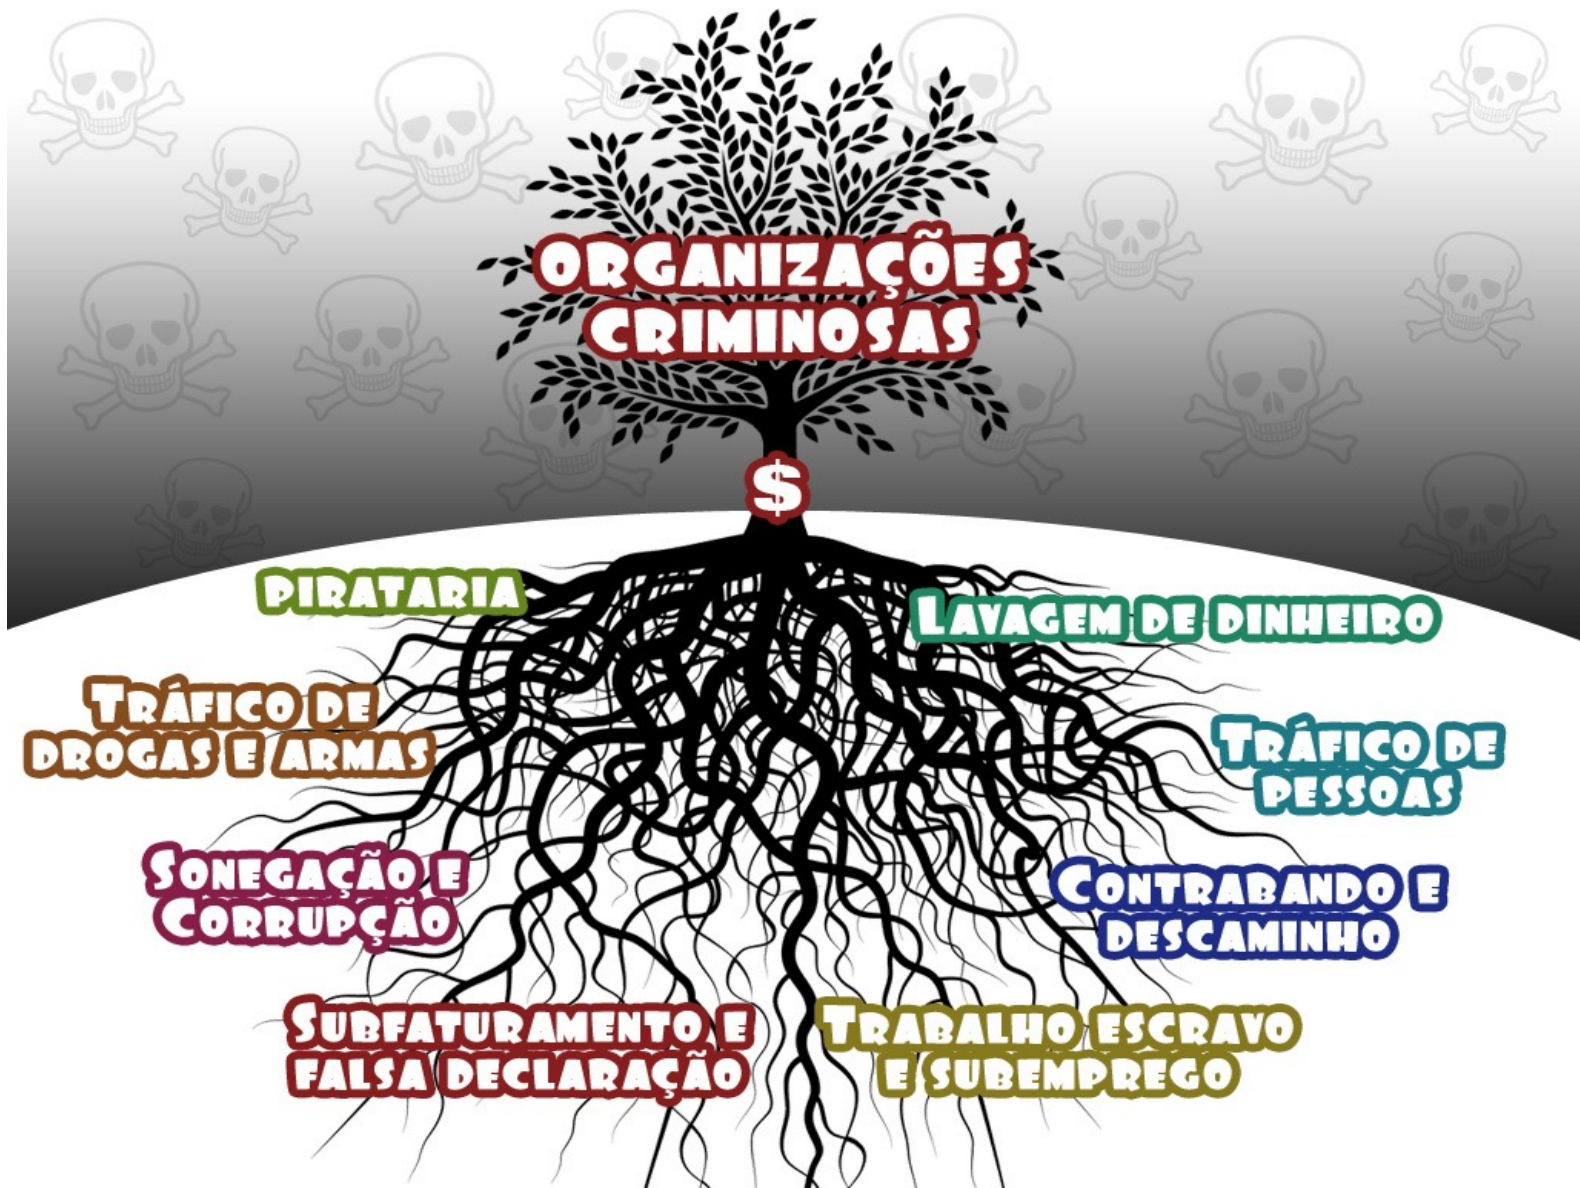 ORGANIZAÇÕES
CRIMINOSAS
$
PIRATARIA
LAVAGEM DE DINHEIRO
TRÁFICO DE
DROGAS E ARMAS
TRÁFICO DE
PESSOAS
SONEGAÇÃO E
CORRUPÇÃO
CONTRABANDO E
DESCAMINHO
SUBFATURAMENTO E
FALSA DECLARAÇÃO
TRABALHO ESCRAVO
E SUBEMPREGO